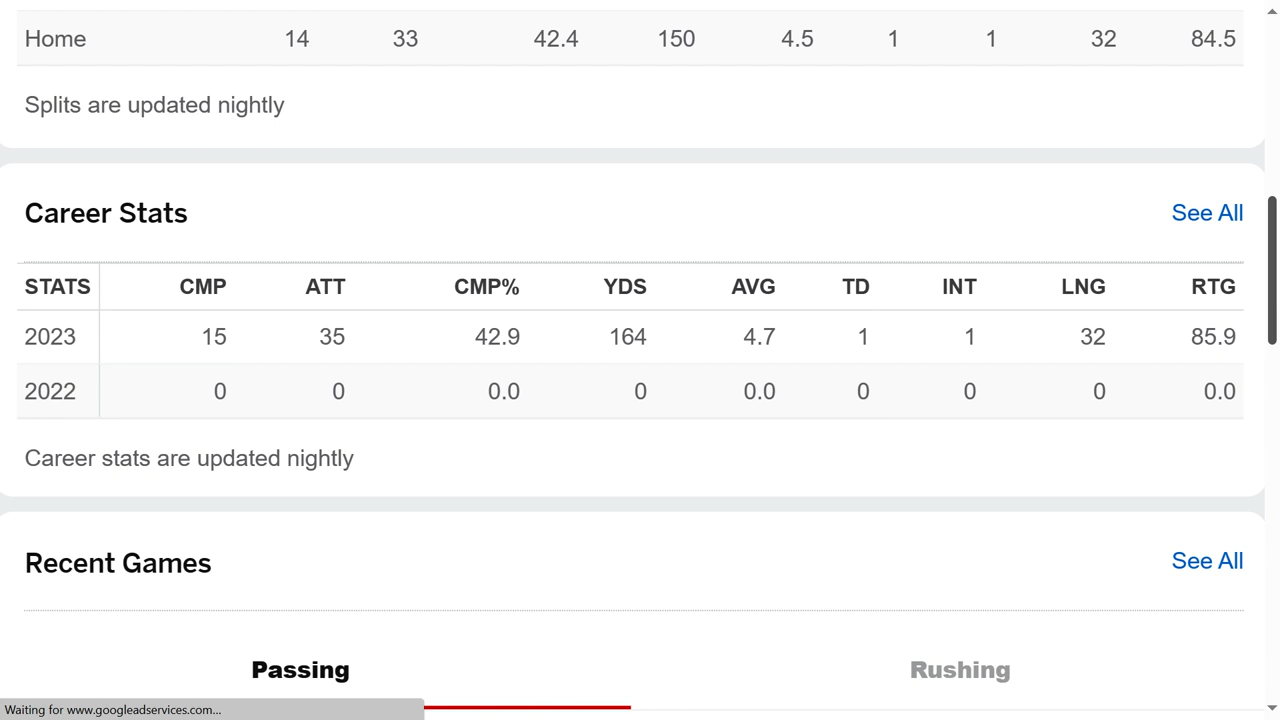 Home 14 33 42.4 150 4.5 1 1 32 84.5
Splits are updated nightly
Career Stats See All
STATS CMP ATT CMP% YDS AVG TD INT LNG RTG
2023 15 35 42.9 164 4.7 1 1 32 85.9
2022 0 0 0.0 0 0.0 0 0 0 0.0
Career stats are updated nightly
Recent Games See All
Passing Rushing
Waiting for www.googleadservices.com...